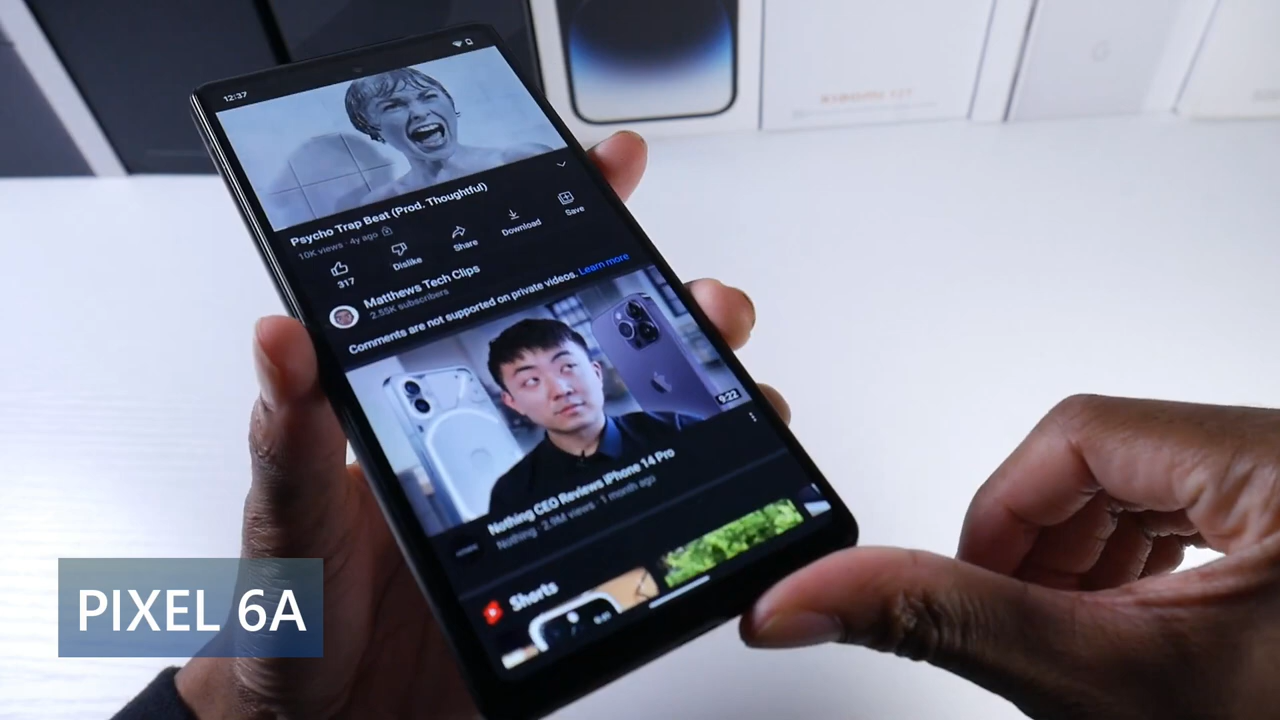 12:37
Psycho Trap Beat (Prod. Thoughtful)
10K views · 4y ago
317
Dislike
Share
Download
Save
Matthews Tech Clips
2.55K subscribers
Comments are not supported on private videos. Learn more
9:22
Nothing CEO Reviews iPhone 14 Pro
Nothing · 2.9M views · 1 month ago
Shorts
PIXEL 6A